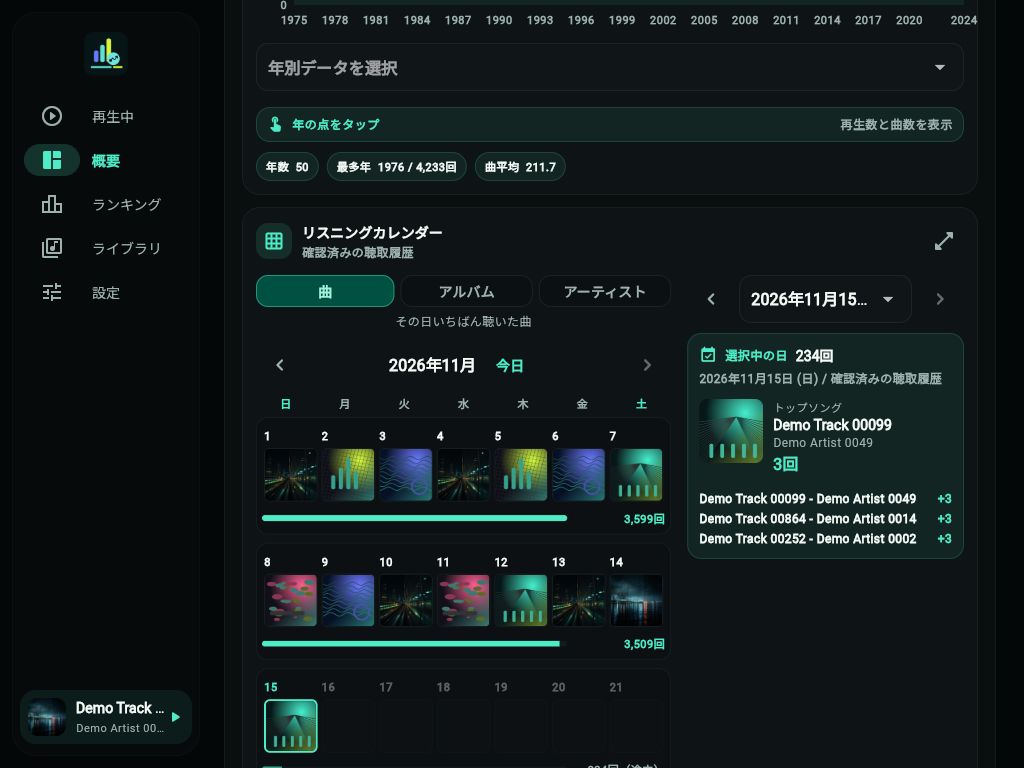 0
1975 1978 1981 1984 1987 1990 1993 1996 1999 2002 2005 2008 2011 2014 2017 2020 2024
年別データを選択
年の点をタップ 再生数と曲数を表示
年数 50 最多年 1976 / 4,233回 曲平均 211.7
再生中
概要
ランキング
ライブラリ
設定
Demo Track ...
Demo Artist 00...
リスニングカレンダー
確認済みの聴取履歴
曲 アルバム アーティスト
その日いちばん聴いた曲
2026年11月 今日
日 月 火 水 木 金 土
1 2 3 4 5 6 7
3,599回
8 9 10 11 12 13 14
3,509回
15 16 17 18 19 20 21
2026年11月15...
選択中の日 234回
2026年11月15日 (日) / 確認済みの聴取履歴
トップソング
Demo Track 00099
Demo Artist 0049
3回
Demo Track 00099 - Demo Artist 0049 +3
Demo Track 00864 - Demo Artist 0014 +3
Demo Track 00252 - Demo Artist 0002 +3